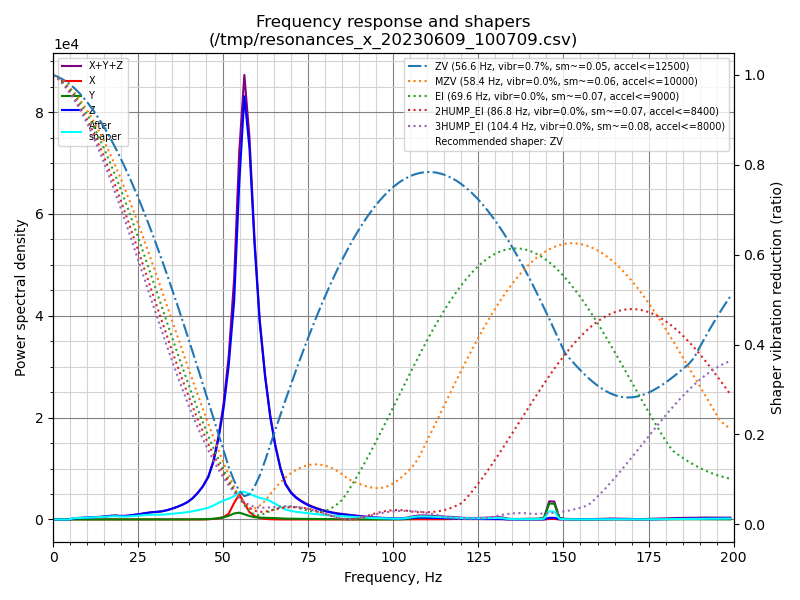 Frequency response and shapers
(/tmp/resonances_x_20230609_100709.csv)
1e4
X+Y+Z
X
Y
Z
After
shaper
ZV (56.6 Hz, vibr=0.7%, sm~=0.05, accel<=12500)
MZV (58.4 Hz, vibr=0.0%, sm~=0.06, accel<=10000)
EI (69.6 Hz, vibr=0.0%, sm~=0.07, accel<=9000)
2HUMP_EI (86.8 Hz, vibr=0.0%, sm~=0.07, accel<=8400)
3HUMP_EI (104.4 Hz, vibr=0.0%, sm~=0.08, accel<=8000)
Recommended shaper: ZV
Power spectral density
8
6
4
2
0
1.0
0.8
0.6
0.4
0.2
0.0
Shaper vibration reduction (ratio)
0 25 50 75 100 125 150 175 200
Frequency, Hz